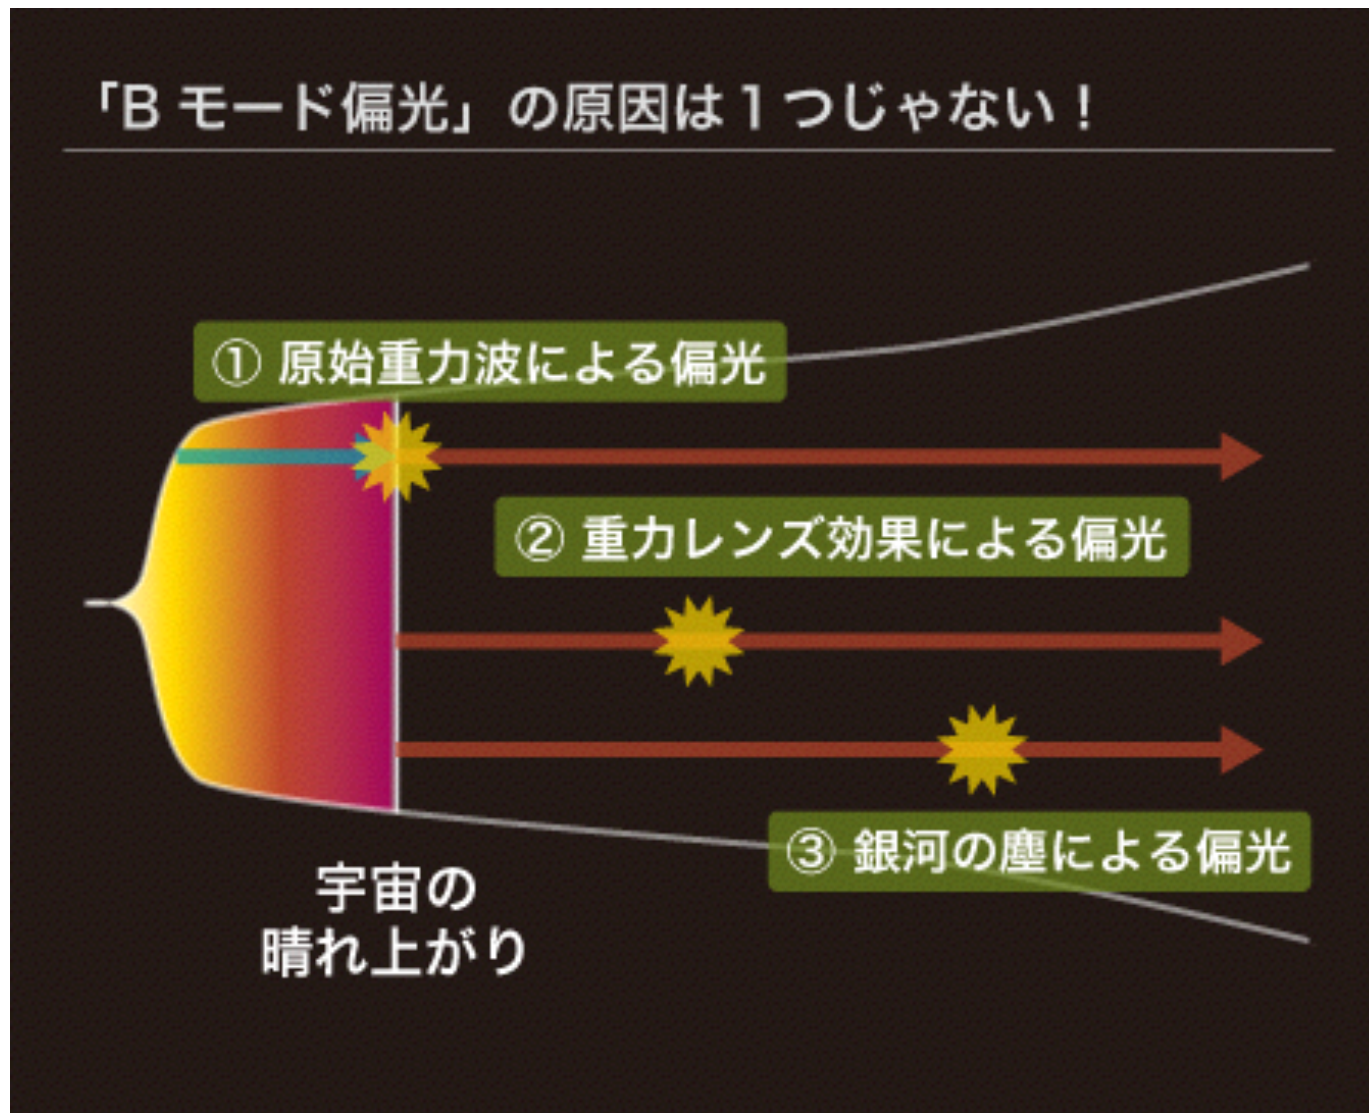 「B モード偏光」の原因は1つじゃない！
① 原始重力波による偏光
② 重力レンズ効果による偏光
③ 銀河の塵による偏光
宇宙の
晴れ上がり